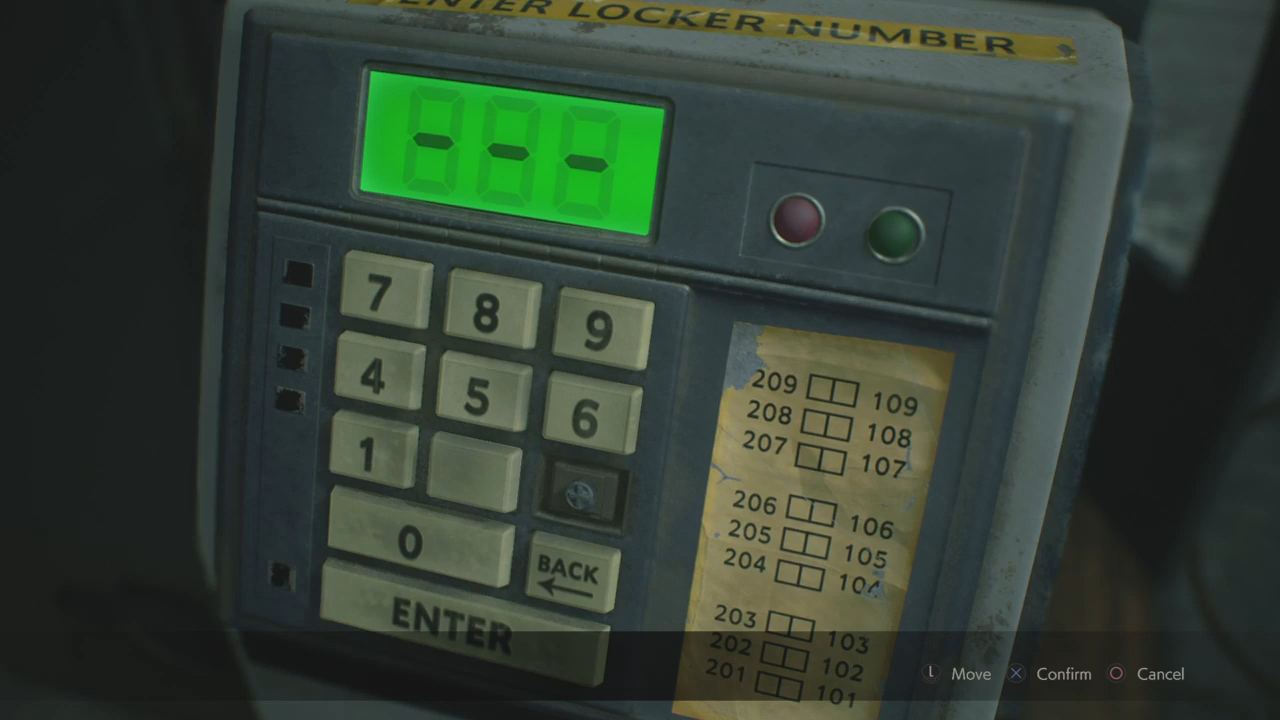 ENTER LOCKER NUMBER
---
7 8 9
4 5 6
1
0 BACK
ENTER
209 109
208 108
207 107
206 106
205 105
204 104
203 103
202 102
201 101
L Move X Confirm O Cancel